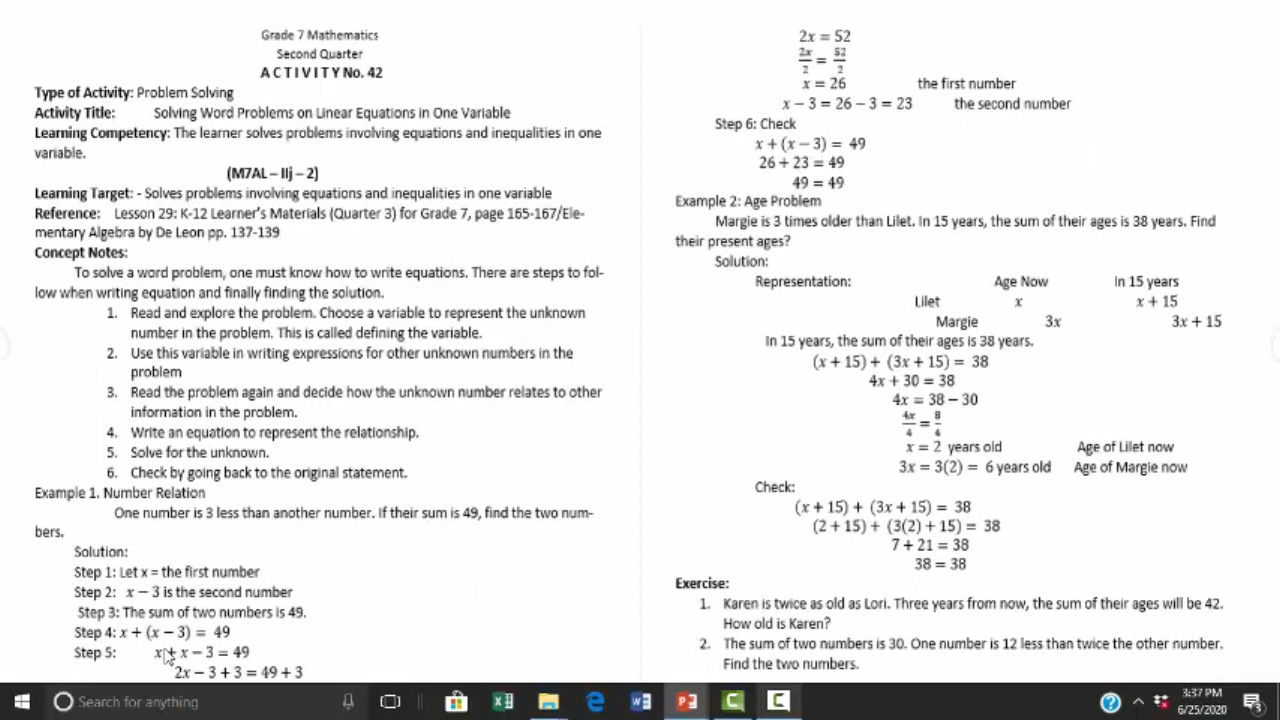 Grade 7 Mathematics
Second Quarter
ACTIVITY No. 42
Type of Activity: Problem Solving
Activity Title: Solving Word Problems on Linear Equations in One Variable
Learning Competency: The learner solves problems involving equations and inequalities in one
variable.
(M7AL – IIj – 2)
Learning Target: - Solves problems involving equations and inequalities in one variable
Reference: Lesson 29: K-12 Learner's Materials (Quarter 3) for Grade 7, page 165-167/Ele-
mentary Algebra by De Leon pp. 137-139
Concept Notes:
To solve a word problem, one must know how to write equations. There are steps to fol-
low when writing equation and finally finding the solution.
1. Read and explore the problem. Choose a variable to represent the unknown
number in the problem. This is called defining the variable.
2. Use this variable in writing expressions for other unknown numbers in the
problem
3. Read the problem again and decide how the unknown number relates to other
information in the problem.
4. Write an equation to represent the relationship.
5. Solve for the unknown.
6. Check by going back to the original statement.
Example 1. Number Relation
One number is 3 less than another number. If their sum is 49, find the two num-
bers.
Solution:
Step 1: Let x = the first number
Step 2: x – 3 is the second number
Step 3: The sum of two numbers is 49.
Step 4: x + (x – 3) = 49
Step 5: x + x – 3 = 49
2x – 3 + 3 = 49 + 3
2x = 52
2x/2 = 52/2
x = 26 the first number
x – 3 = 26 – 3 = 23 the second number
Step 6: Check
x + (x – 3) = 49
26 + 23 = 49
49 = 49
Example 2: Age Problem
Margie is 3 times older than Lilet. In 15 years, the sum of their ages is 38 years. Find
their present ages?
Solution:
Representation: Age Now In 15 years
Lilet x x + 15
Margie 3x 3x + 15
In 15 years, the sum of their ages is 38 years.
(x + 15) + (3x + 15) = 38
4x + 30 = 38
4x = 38 – 30
4x/4 = 8/4
x = 2 years old Age of Lilet now
3x = 3(2) = 6 years old Age of Margie now
Check:
(x + 15) + (3x + 15) = 38
(2 + 15) + (3(2) + 15) = 38
7 + 21 = 38
38 = 38
Exercise:
1. Karen is twice as old as Lori. Three years from now, the sum of their ages will be 42.
How old is Karen?
2. The sum of two numbers is 30. One number is 12 less than twice the other number.
Find the two numbers.
Search for anything
3:37 PM
6/25/2020